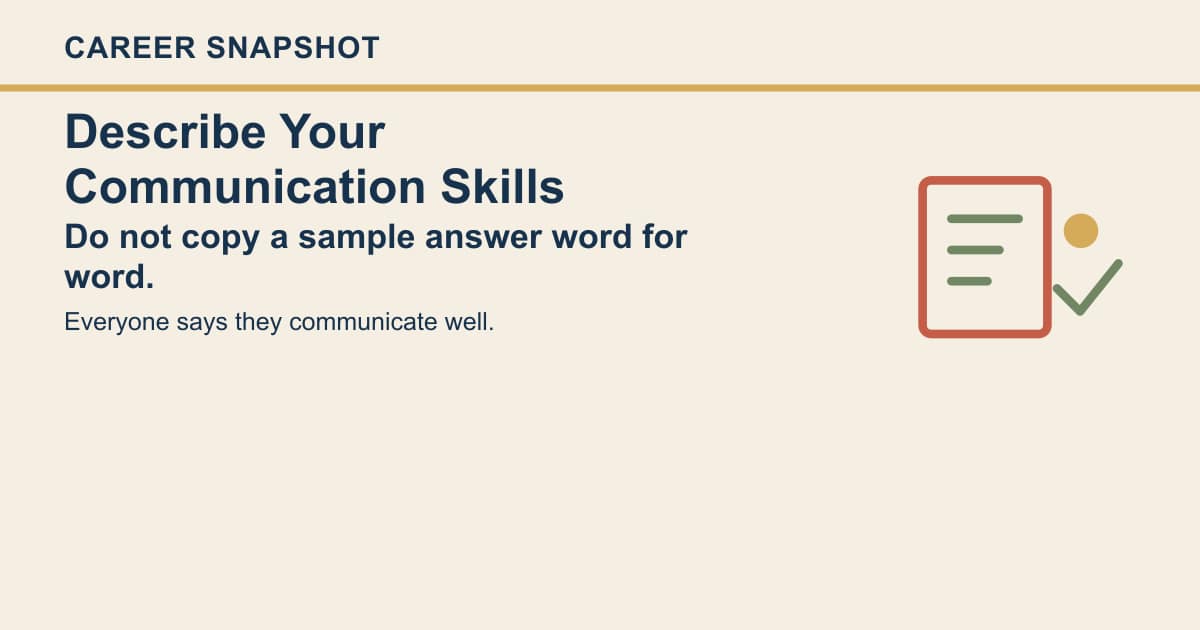 CAREER SNAPSHOT
Describe Your
Communication Skills
Do not copy a sample answer word for
word.
Everyone says they communicate well.